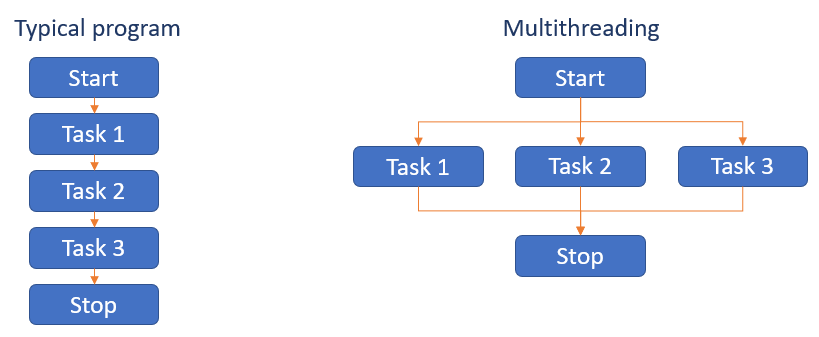 Typical program
Start
Task 1
Task 2
Task 3
Stop
Multithreading
Start
Task 1
Task 2
Task 3
Stop